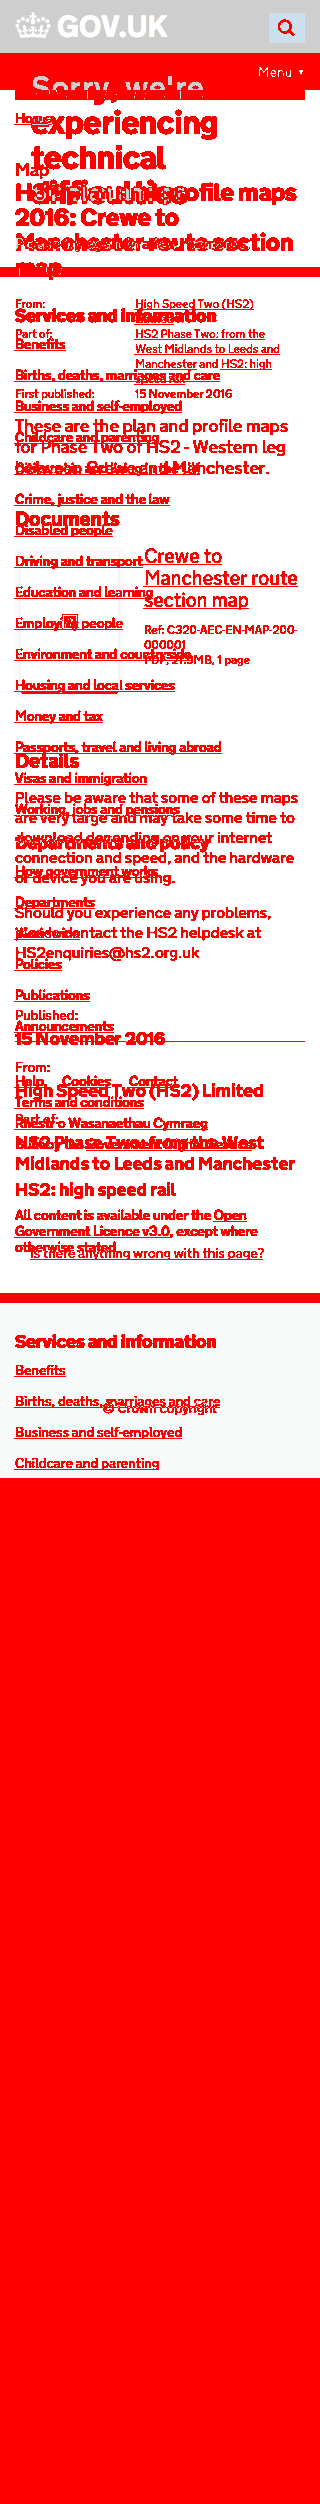 GOV.UK
Menu
Sorry, we're
experiencing
technical
Home
Map
HS2 plan and profile maps
2016: Crewe to
Manchester route section
map
From:
High Speed Two (HS2)
Services and information
Part of:
HS2 Phase Two: from the
West Midlands to Leeds and
Manchester and HS2: high
speed rail
Benefits
Births, deaths, marriages and care
First published:
15 November 2016
Business and self-employed
These are the plan and profile maps
for Phase Two of HS2 - Western leg
Childcare and parenting
between Crewe and Manchester.
Crime, justice and the law
Documents
Disabled people
Driving and transport
Crewe to
Manchester route
section map
Education and learning
Employing people
Ref: C320-AEC-EN-MAP-200-
000001
Environment and countryside
PDF, 21.3MB, 1 page
Housing and local services
Money and tax
Passports, travel and living abroad
Details
Visas and immigration
Please be aware that some of these maps
Working, jobs and pensions
are very large and may take some time to
download depending on your internet
Departments and policy
connection and speed, and the hardware
How government works
or device you are using.
Departments
Should you experience any problems,
please contact the HS2 helpdesk at
HS2enquiries@hs2.org.uk
Policies
Publications
Published:
Announcements
15 November 2016
From:
Help
Cookies
Contact
High Speed Two (HS2) Limited
Terms and conditions
Part of:
Rhestr o Wasanaethau Cymraeg
HS2 Phase Two: from the West
Midlands to Leeds and Manchester
HS2: high speed rail
All content is available under the Open
Government Licence v3.0, except where
otherwise stated
Is there anything wrong with this page?
Services and information
Benefits
Births, deaths, marriages and care
© Crown copyright
Business and self-employed
Childcare and parenting